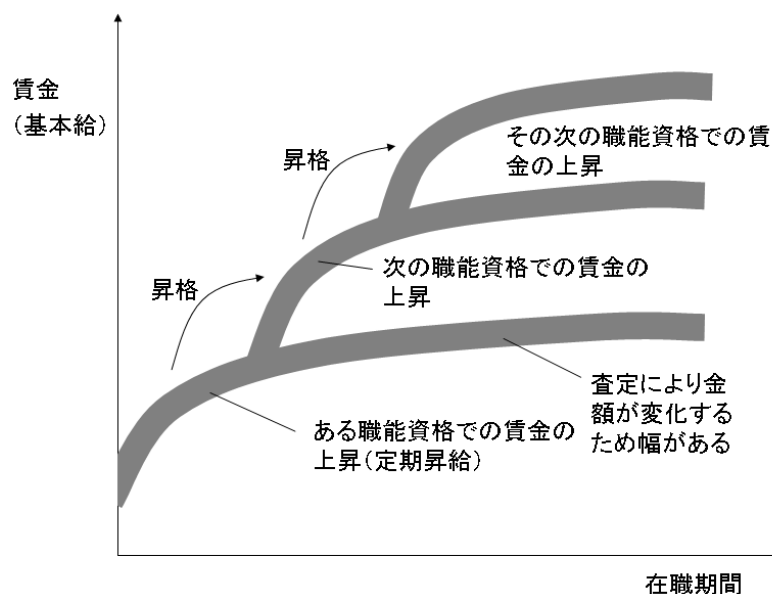 賃金
（基本給）
昇格
その次の職能資格での賃
金の上昇
昇格
次の職能資格での賃金の
上昇
ある職能資格での賃金の
上昇（定期昇給）
査定により金
額が変化する
ため幅がある
在職期間